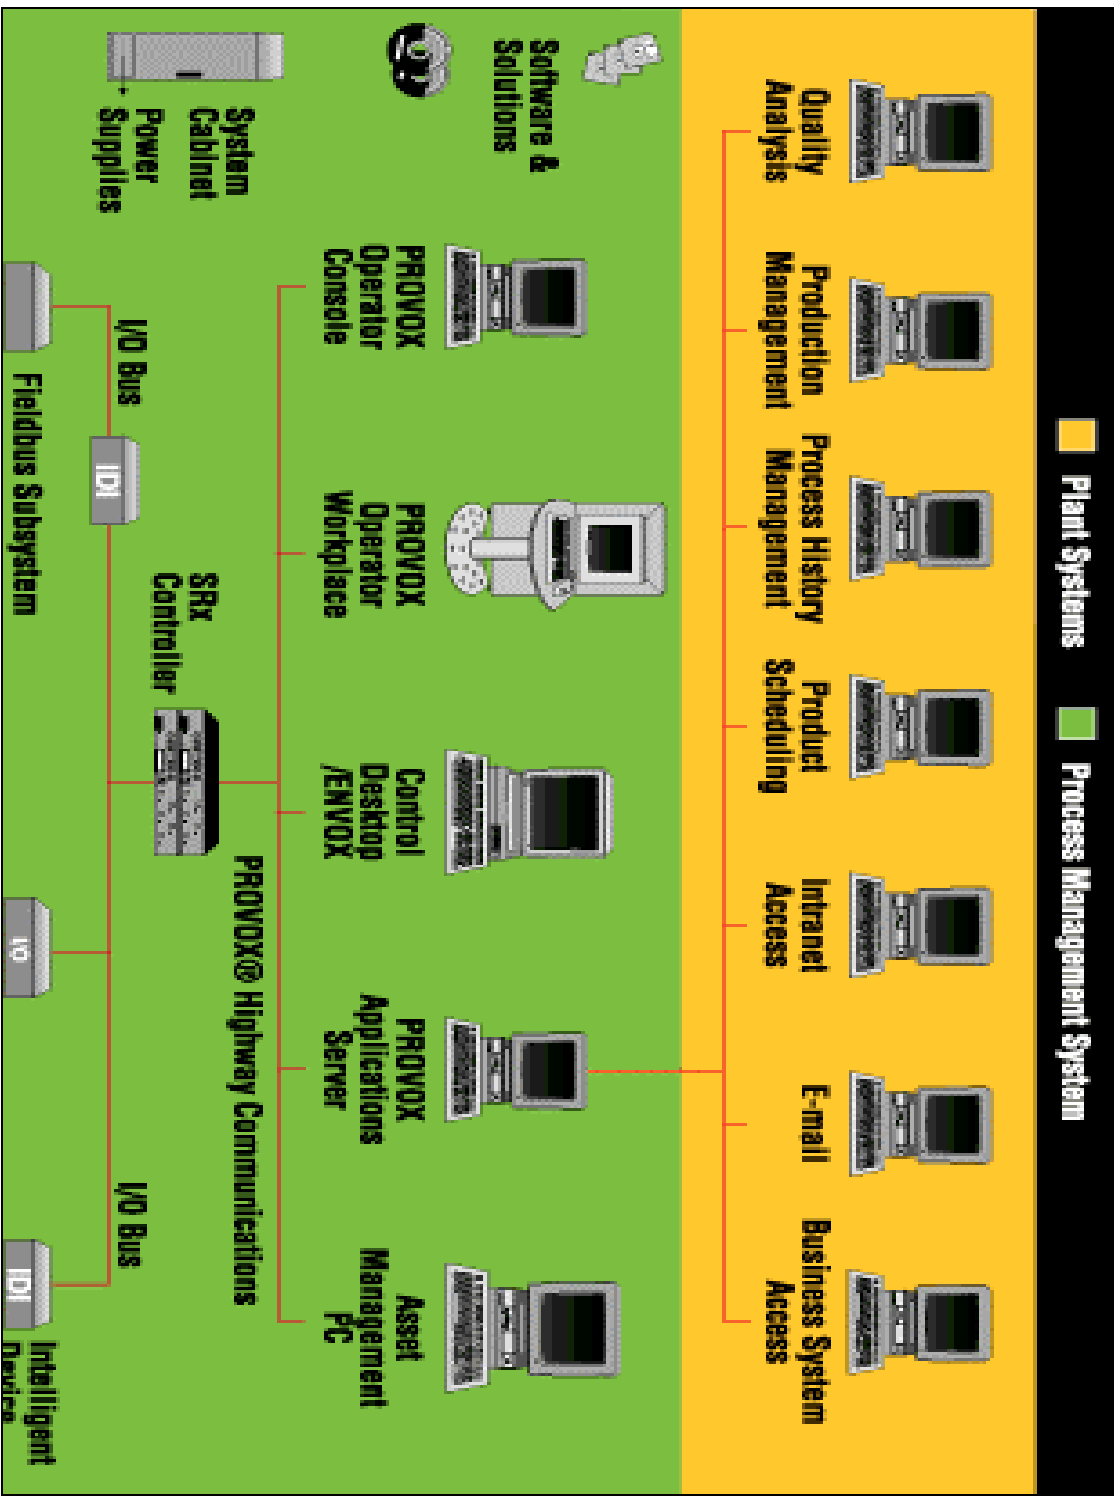 Plant Systems
Process Management System
Quality
Analysis
Production
Management
Process History
Management
Product
Scheduling
Intranet
Access
E-mail
Business System
Access
Software &
Solutions
PROVOX
Operator
Console
PROVOX
Operator
Workplace
Control
Desktop
/ENVOX
PROVOX
Applications
Server
Asset
Management
PC
System
Cabinet
Power
Supplies
PROVOX® Highway Communications
SRx
Controller
I/O Bus
IDI
I/O Bus
Fieldbus Subsystem
I/O
IDI
Intelligent
Device